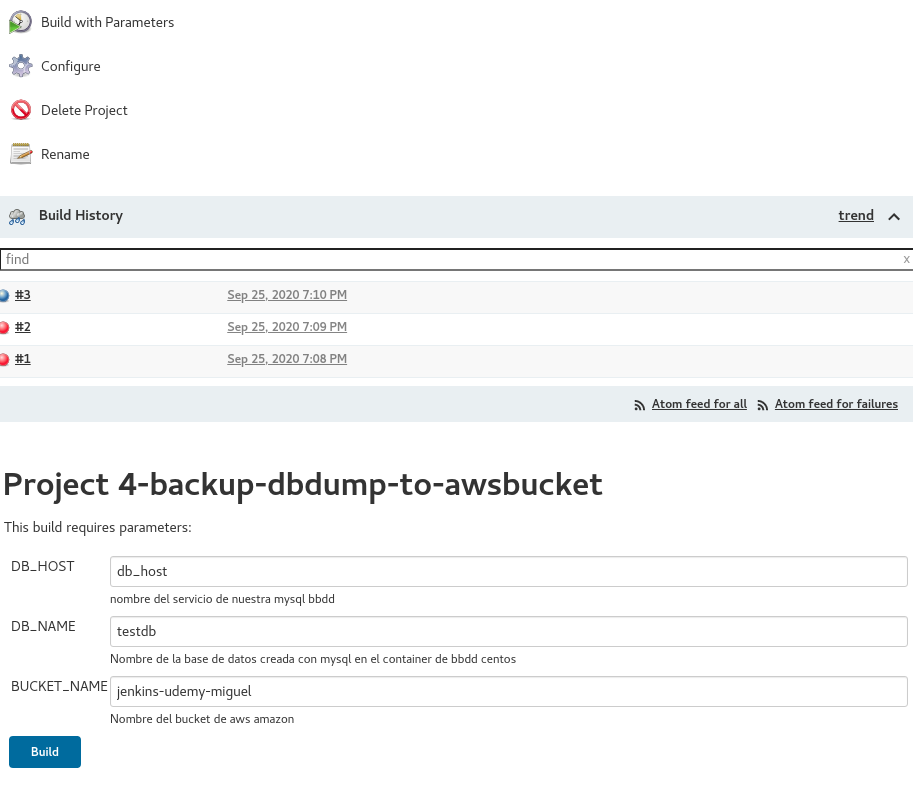 Build with Parameters
Configure
Delete Project
Rename
Build History trend
find x
#3 Sep 25, 2020 7:10 PM
#2 Sep 25, 2020 7:09 PM
#1 Sep 25, 2020 7:08 PM
Atom feed for all Atom feed for failures
Project 4-backup-dbdump-to-awsbucket
This build requires parameters:
DB_HOST db_host
nombre del servicio de nuestra mysql bbdd
DB_NAME testdb
Nombre de la base de datos creada con mysql en el container de bbdd centos
BUCKET_NAME jenkins-udemy-miguel
Nombre del bucket de aws amazon
Build